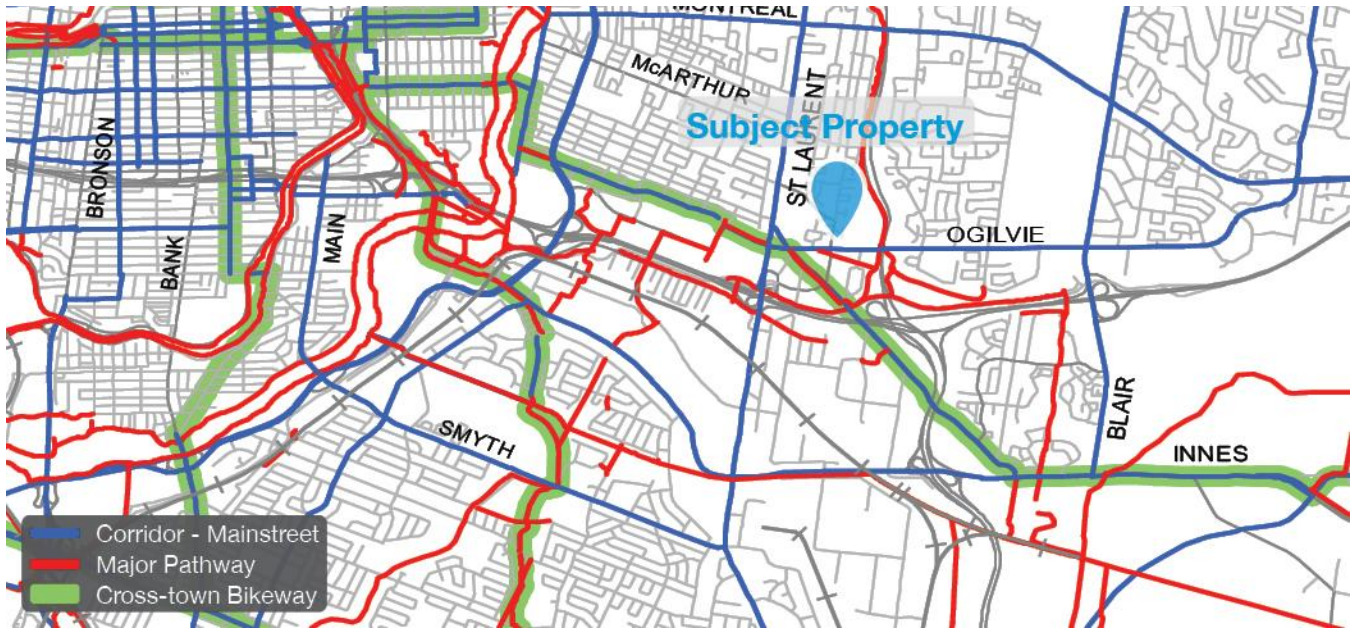 MONTREAL
McARTHUR
ST LAURENT
Subject Property
BRONSON
MAIN
BANK
OGILVIE
SMYTH
BLAIR
INNES
Corridor - Mainstreet
Major Pathway
Cross-town Bikeway